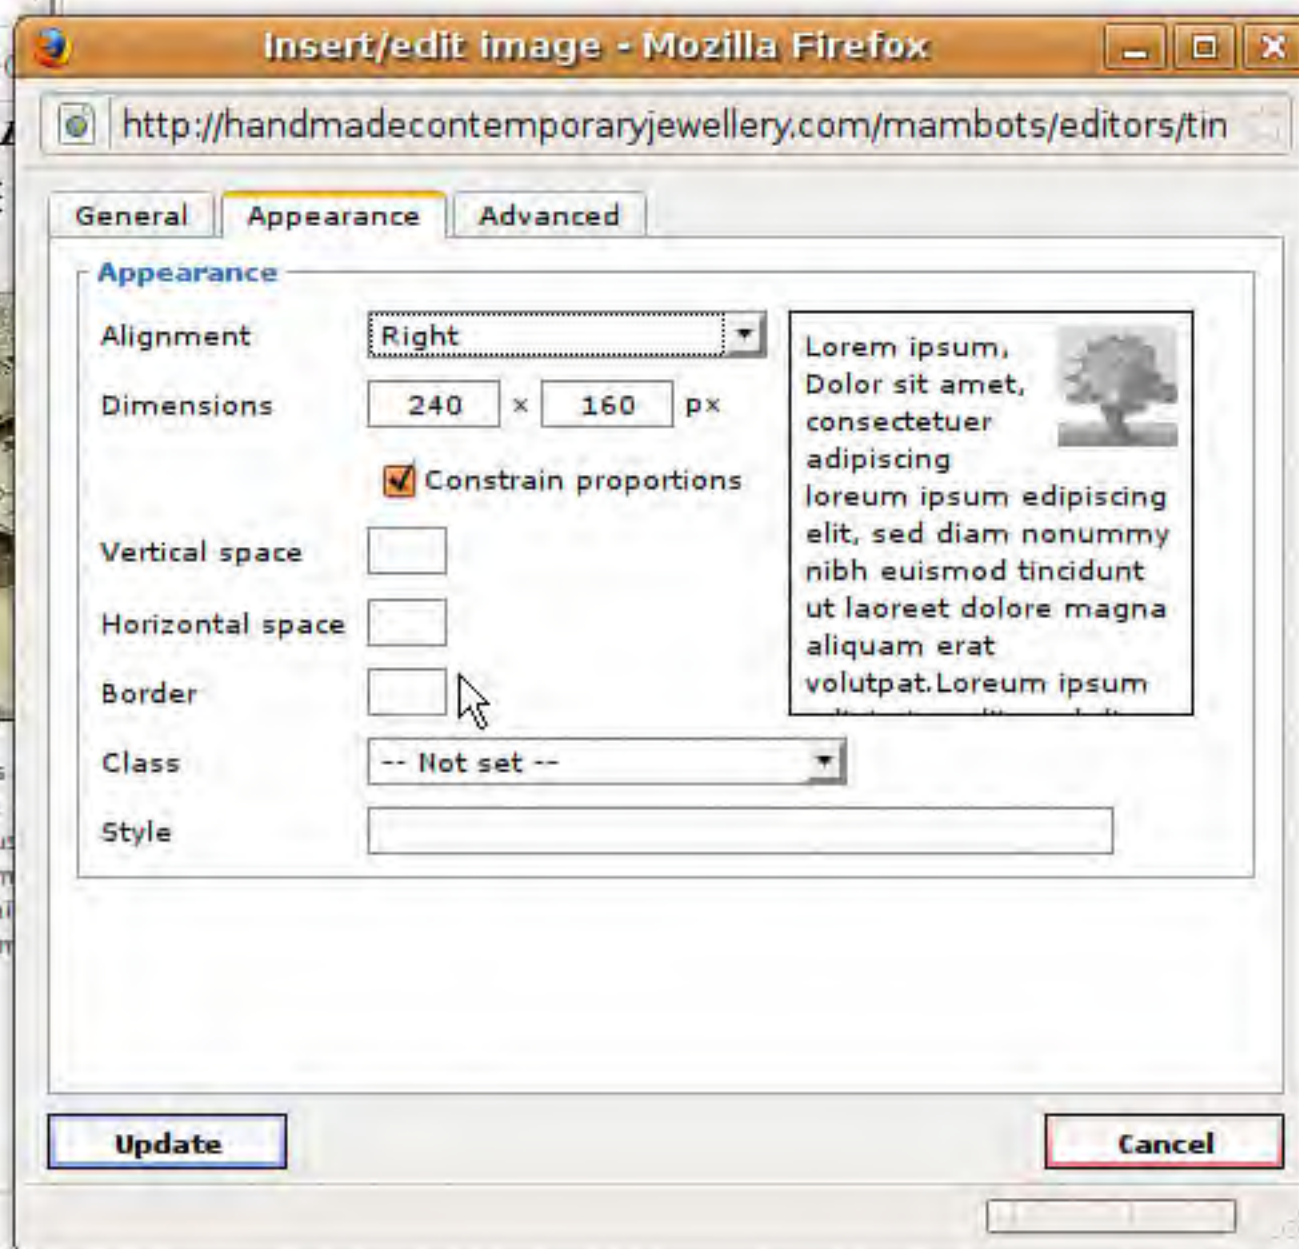 Insert/edit image - Mozilla Firefox
http://handmadecontemporaryjewellery.com/mambots/editors/tin
General Appearance Advanced
Appearance
Alignment Right
Dimensions 240 × 160 px
Constrain proportions
Vertical space
Horizontal space
Border
Class -- Not set --
Style
Lorem ipsum,
Dolor sit amet,
consectetuer
adipiscing
loreum ipsum edipiscing
elit, sed diam nonummy
nibh euismod tincidunt
ut laoreet dolore magna
aliquam erat
volutpat.Loreum ipsum
Update Cancel